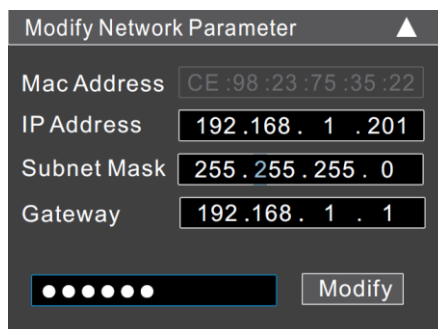 Modify Network Parameter
Mac Address CE:98:23:75:35:22
IP Address 192.168. 1 .201
Subnet Mask 255.255.255. 0
Gateway 192.168. 1 . 1
Modify